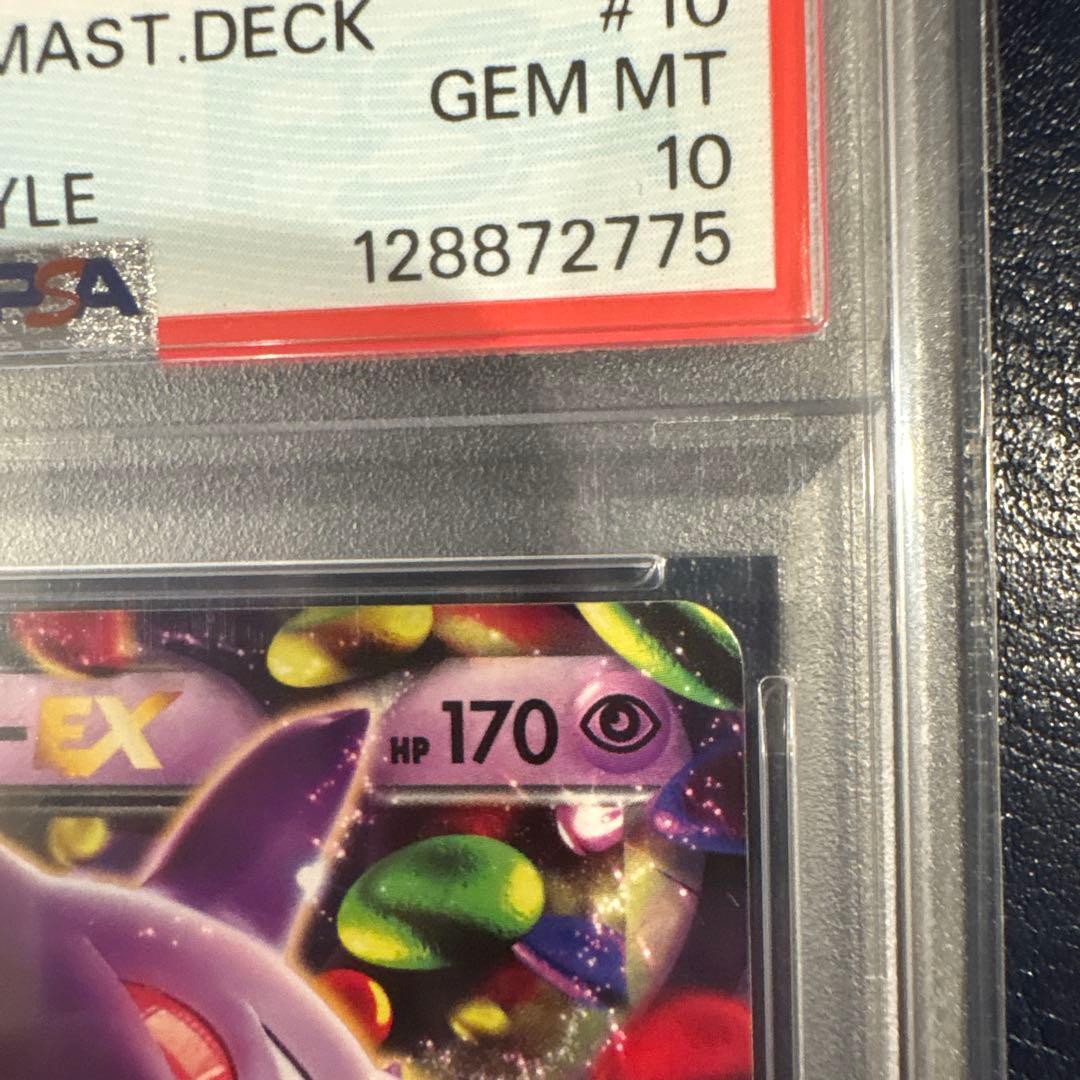 MAST.DECK #10
GEM MT
10
YLE
128872775
PSA
-EX HP 170